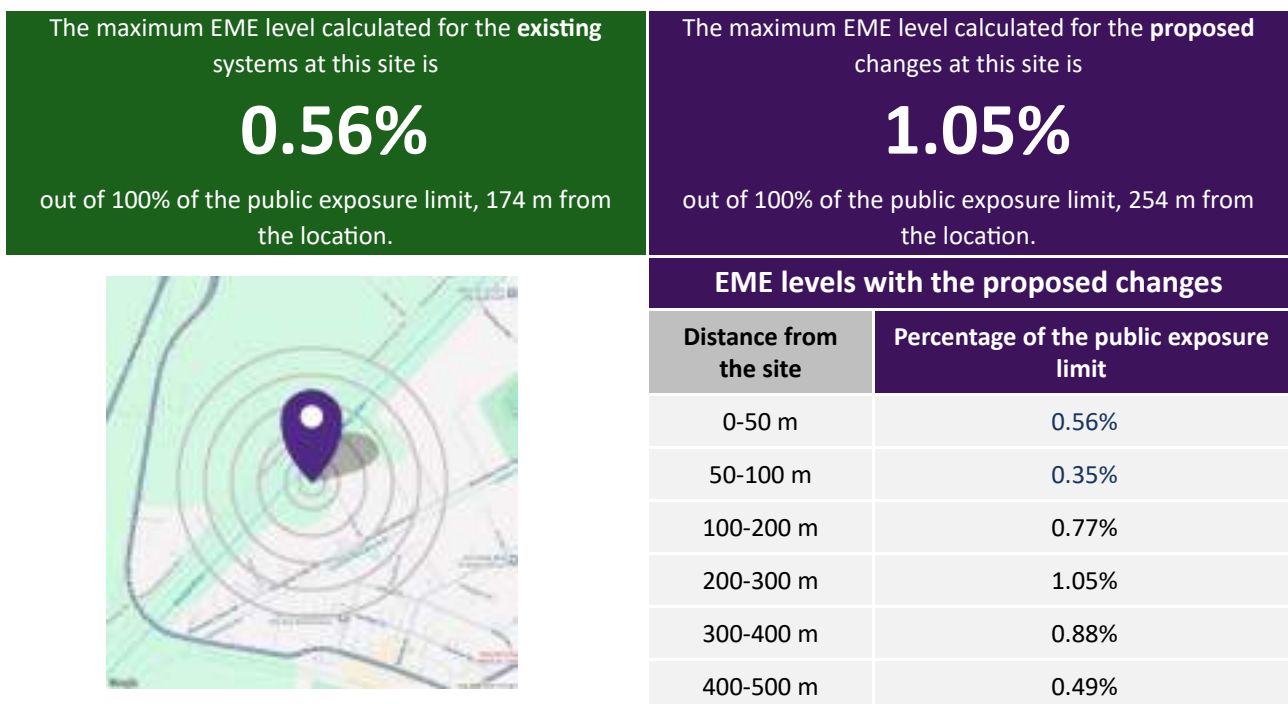 The maximum EME level calculated for the existing
systems at this site is
0.56%
out of 100% of the public exposure limit, 174 m from
the location.
The maximum EME level calculated for the proposed
changes at this site is
1.05%
out of 100% of the public exposure limit, 254 m from
the location.
EME levels with the proposed changes
Distance from
the site
Percentage of the public exposure
limit
0-50 m 0.56%
50-100 m 0.35%
100-200 m 0.77%
200-300 m 1.05%
300-400 m 0.88%
400-500 m 0.49%